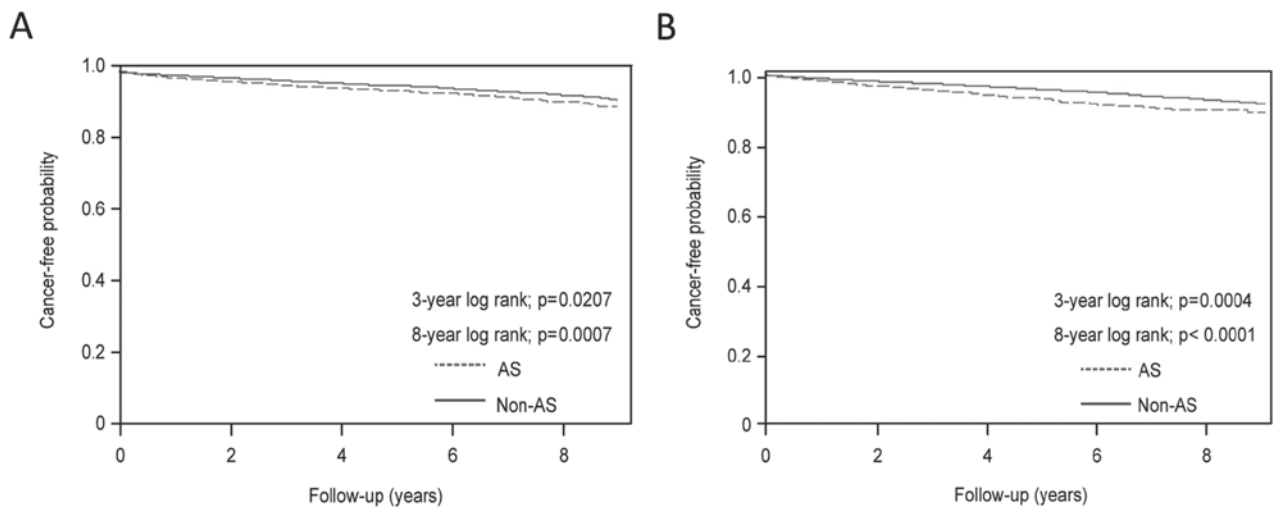 A
1.0
0.8
0.6
0.4
0.2
0
Cancer-free probability
3-year log rank; p=0.0207
8-year log rank; p=0.0007
AS
Non-AS
0 2 4 6 8
Follow-up (years)
B
1.0
0.8
0.6
0.4
0.2
0
Cancer-free probability
3-year log rank; p=0.0004
8-year log rank; p< 0.0001
AS
Non-AS
0 2 4 6 8
Follow-up (years)